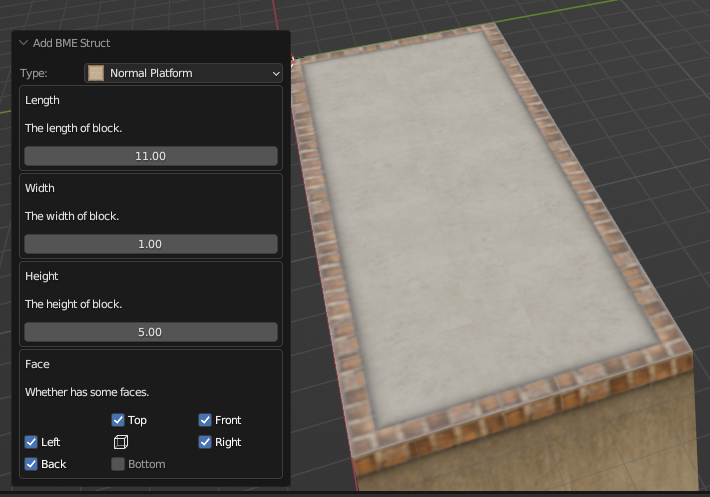 Add BME Struct
Type: Normal Platform
Length
The length of block.
11.00
Width
The width of block.
1.00
Height
The height of block.
5.00
Face
Whether has some faces.
Top Front
Left Right
Back Bottom